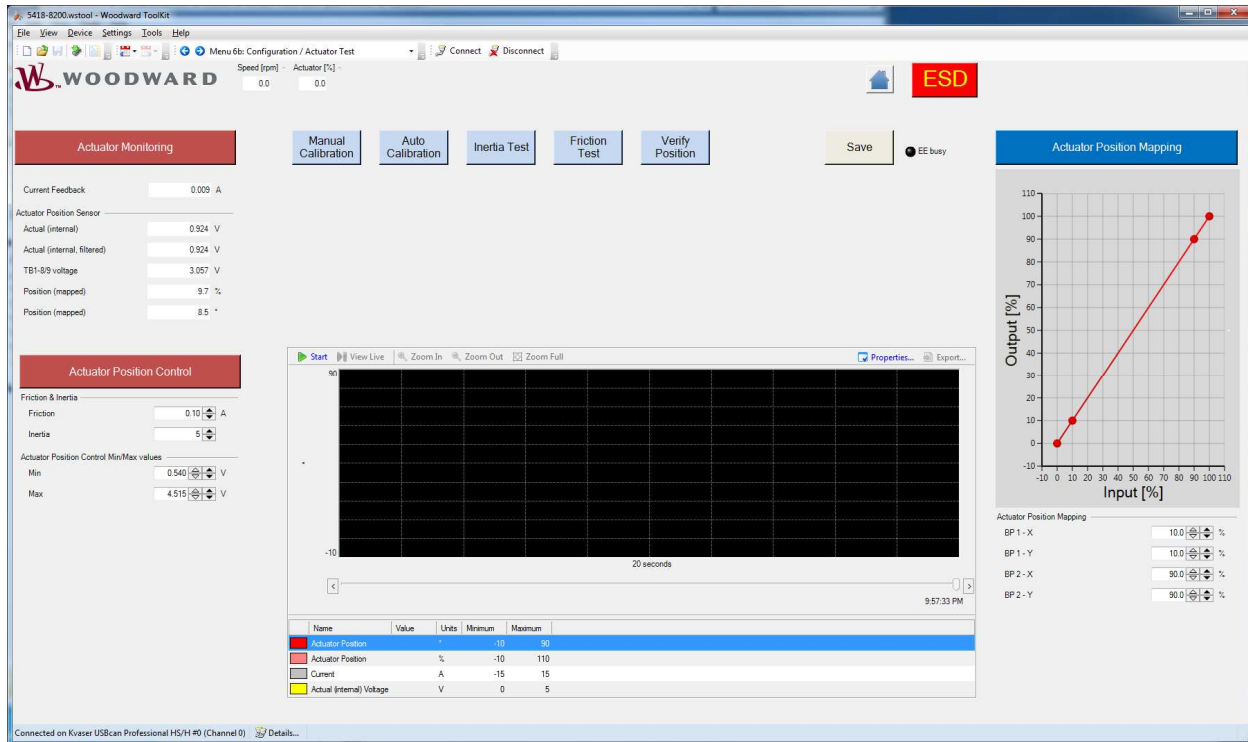 5418-8200.wstool - Woodward ToolKit
File View Device Settings Tools Help
Menu 6b: Configuration / Actuator Test Connect Disconnect
WOODWARD
Speed [rpm] Actuator [%]
0.0 0.0
ESD
Actuator Monitoring
Manual Calibration
Auto Calibration
Inertia Test
Friction Test
Verify Position
Save
EE busy
Actuator Position Mapping
Current Feedback 0.009 A
Actuator Position Sensor
Actual (internal) 0.924 V
Actual (internal, filtered) 0.924 V
TB1-8/9 voltage 3.057 V
Position (mapped) 9.7 %
Position (mapped) 8.5 °
Actuator Position Control
Friction & Inertia
Friction 0.10 A
Inertia 5
Actuator Position Control Min/Max values
Min 0.540 V
Max 4.515 V
Start View Live Zoom In Zoom Out Zoom Full Properties... Export...
90
-
-10
20 seconds
9:57:33 PM
Name Value Units Minimum Maximum
Actuator Position ° -10 90
Actuator Position % -10 110
Current A -15 15
Actual (internal) Voltage V 0 5
110
100
90
80
70
60
50
40
30
20
10
0
-10
Output [%]
-10 0 10 20 30 40 50 60 70 80 90 100 110
Input [%]
Actuator Position Mapping
BP 1 - X 10.0 %
BP 1 - Y 10.0 %
BP 2 - X 90.0 %
BP 2 - Y 90.0 %
Connected on Kvaser USBcan Professional HS/H #0 (Channel 0) Details...